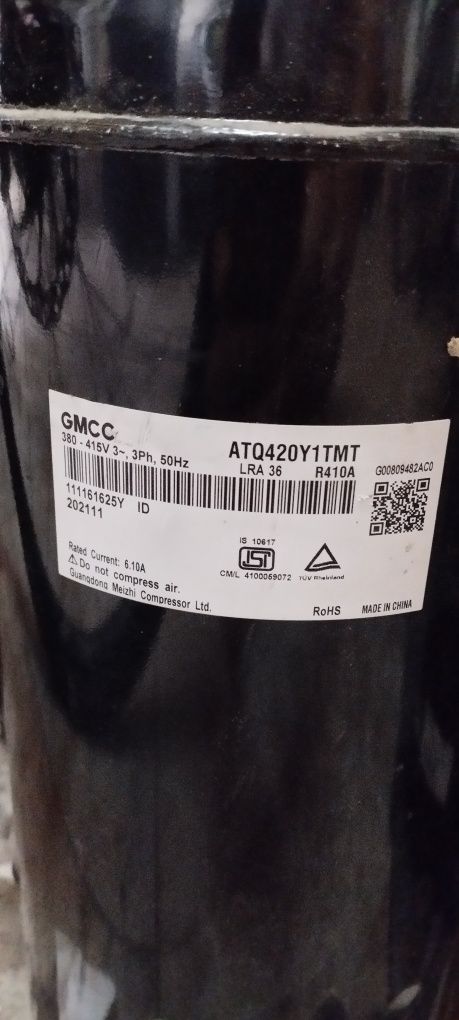 GMCC
380 - 415V 3~, 3Ph, 50Hz
ATQ420Y1TMT
LRA 36 R410A
G00809482AC0
111161625Y ID
202111
Rated Current: 6.10A
⚠Do not compress air.
Guangdong Meizhi Compressor Ltd.
IS 10617
ISI
CM/L 4100059072
TÜV Rheinland
RoHS
MADE IN CHINA